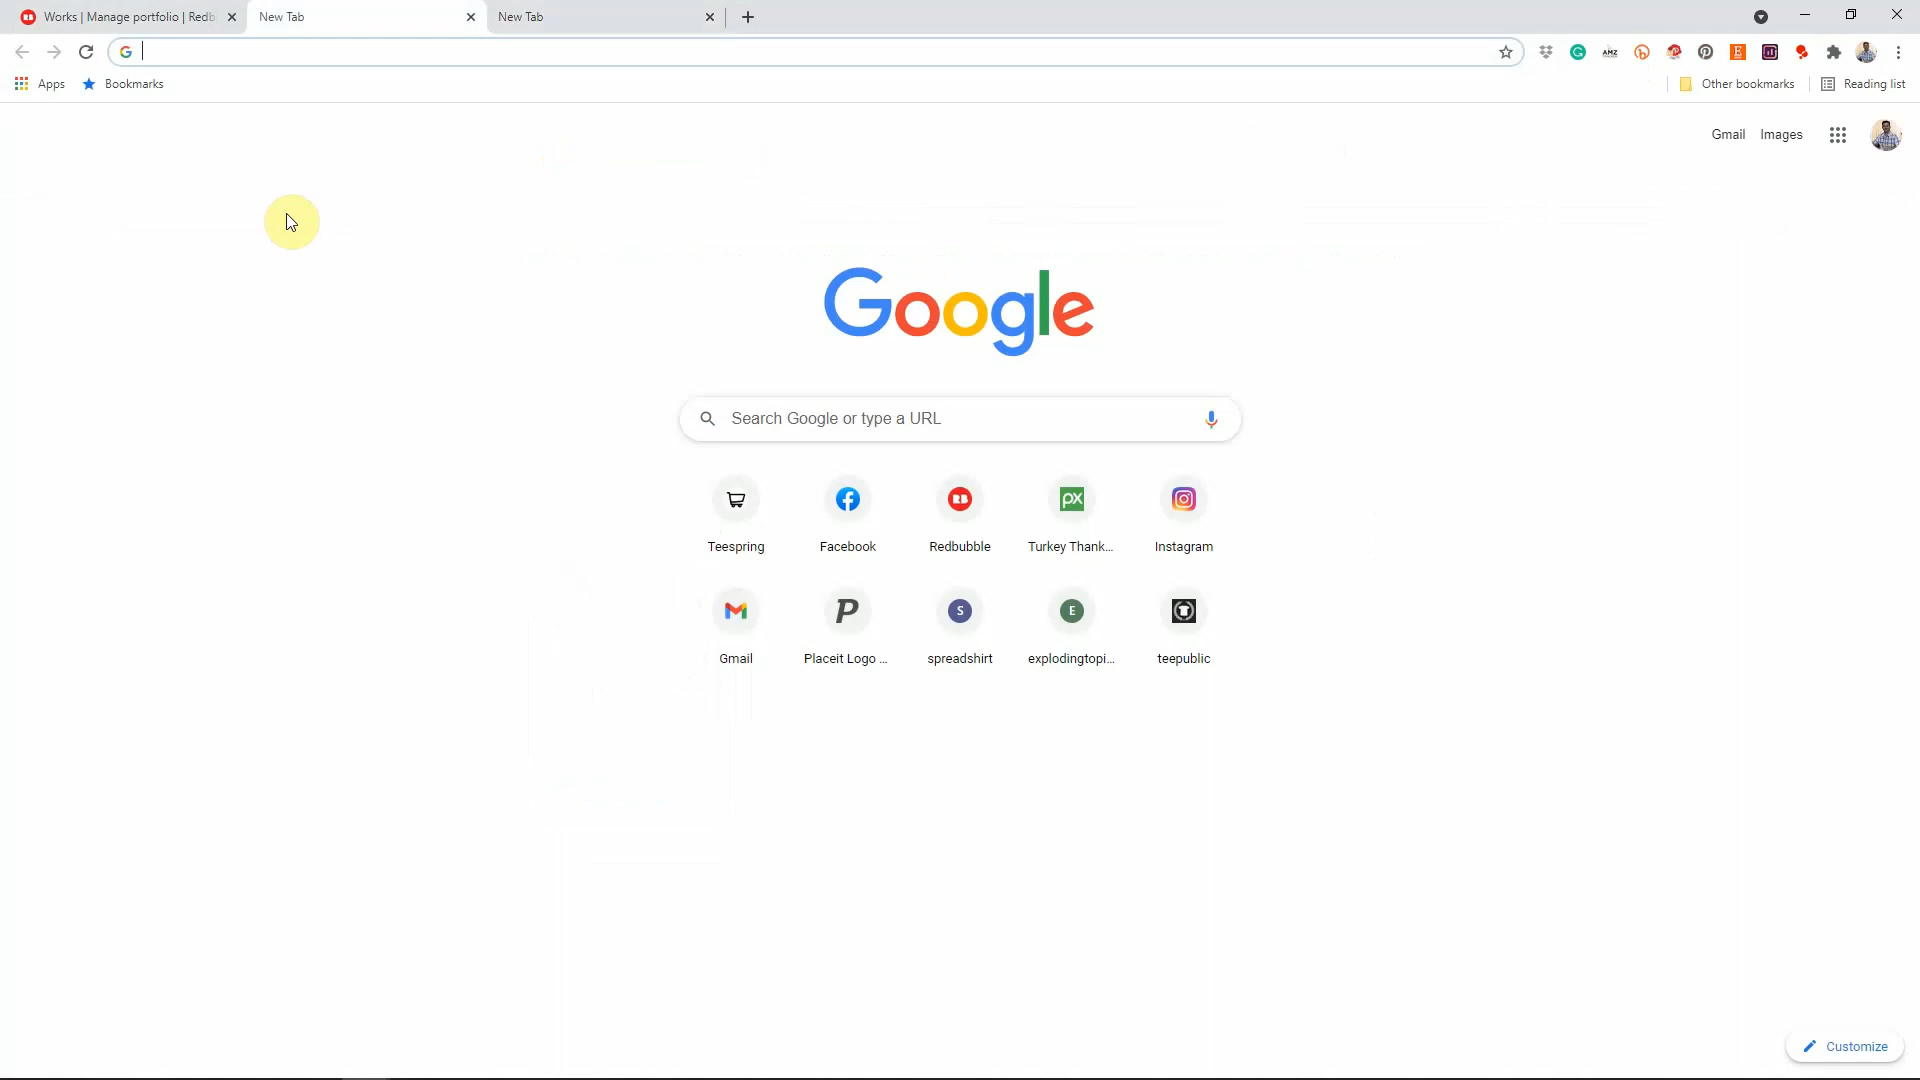 Works | Manage portfolio | Redb
New Tab
New Tab
Apps
Bookmarks
Other bookmarks
Reading list
Gmail
Images
Google
Search Google or type a URL
Teespring
Facebook
Redbubble
Turkey Thank...
Instagram
Gmail
Placeit Logo ...
spreadshirt
explodingtopi...
teepublic
Customize